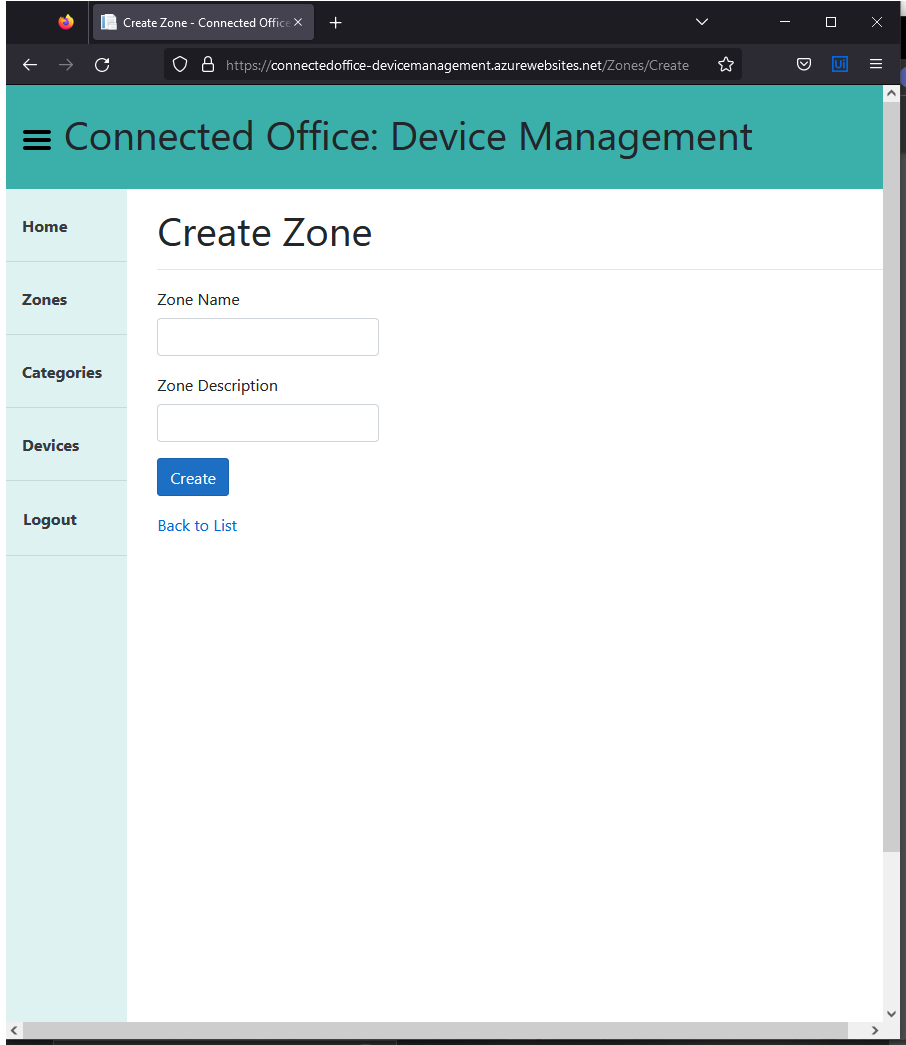 Create Zone - Connected Office
https://connectedoffice-devicemanagement.azurewebsites.net/Zones/Create
Ui
Connected Office: Device Management
Home
Zones
Categories
Devices
Logout
Create Zone
Zone Name
Zone Description
Create
Back to List